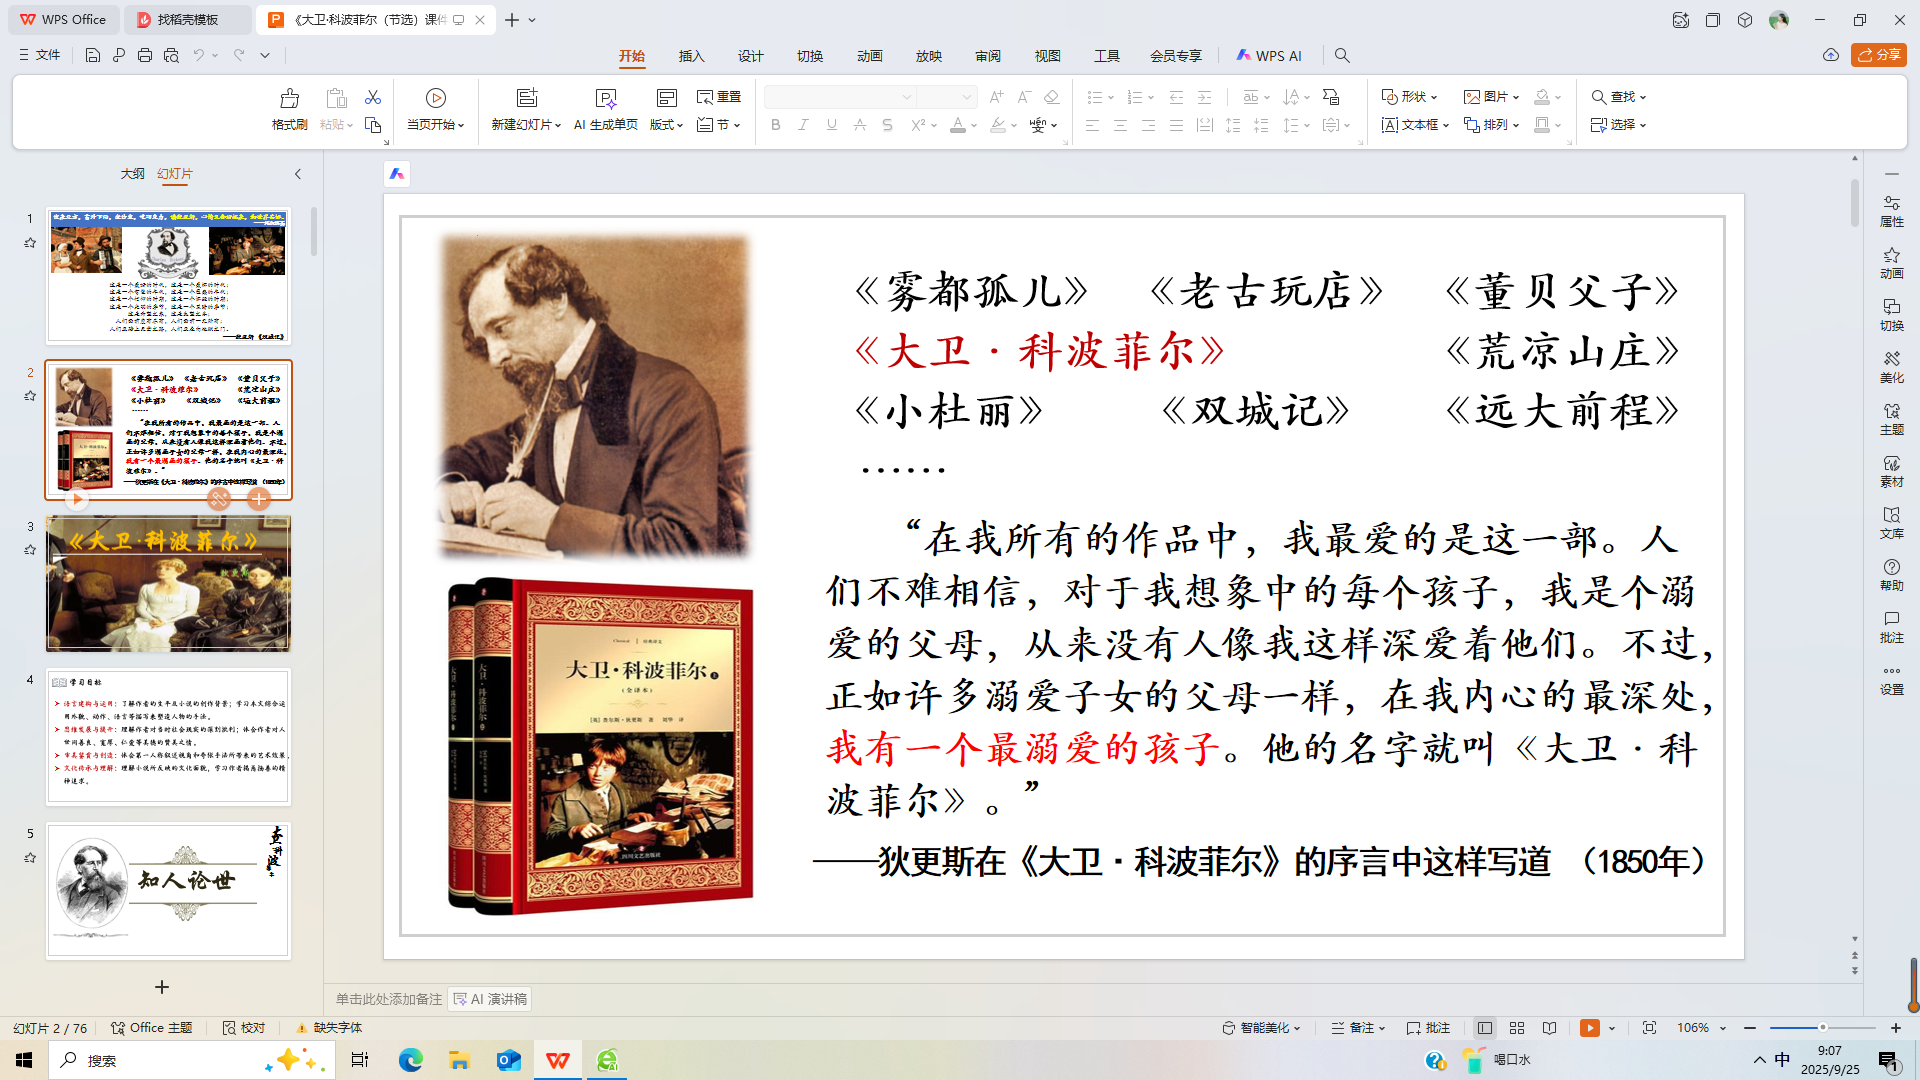 WPS Office
找稻壳模板
《大卫·科波菲尔（节选）课件
文件
开始
插入
设计
切换
动画
放映
审阅
视图
工具
会员专享
WPS AI
分享
格式刷
粘贴
当页开始
新建幻灯片
AI 生成单页
版式
重置
节
形状
文本框
图片
排列
查找
选择
大纲
幻灯片
1
2
3
《大卫·科波菲尔》
4
学习目标
5
知人论世
《雾都孤儿》 《老古玩店》 《董贝父子》
《大卫·科波菲尔》 《荒凉山庄》
《小杜丽》 《双城记》 《远大前程》
……
“在我所有的作品中，我最爱的是这一部。人
们不难相信，对于我想象中的每个孩子，我是个溺
爱的父母，从来没有人像我这样深爱着他们。不过，
正如许多溺爱子女的父母一样，在我内心的最深处，
我有一个最溺爱的孩子。他的名字就叫《大卫·科
波菲尔》。”
——狄更斯在《大卫·科波菲尔》的序言中这样写道 （1850年）
大卫·科波菲尔 上
（全译本）
四川文艺出版社
属性
动画
切换
美化
主题
素材
文库
帮助
批注
设置
单击此处添加备注
AI 演讲稿
幻灯片 2 / 76
Office 主题
校对
缺失字体
智能美化
备注
批注
106%
搜索
喝口水
中
9:07
2025/9/25